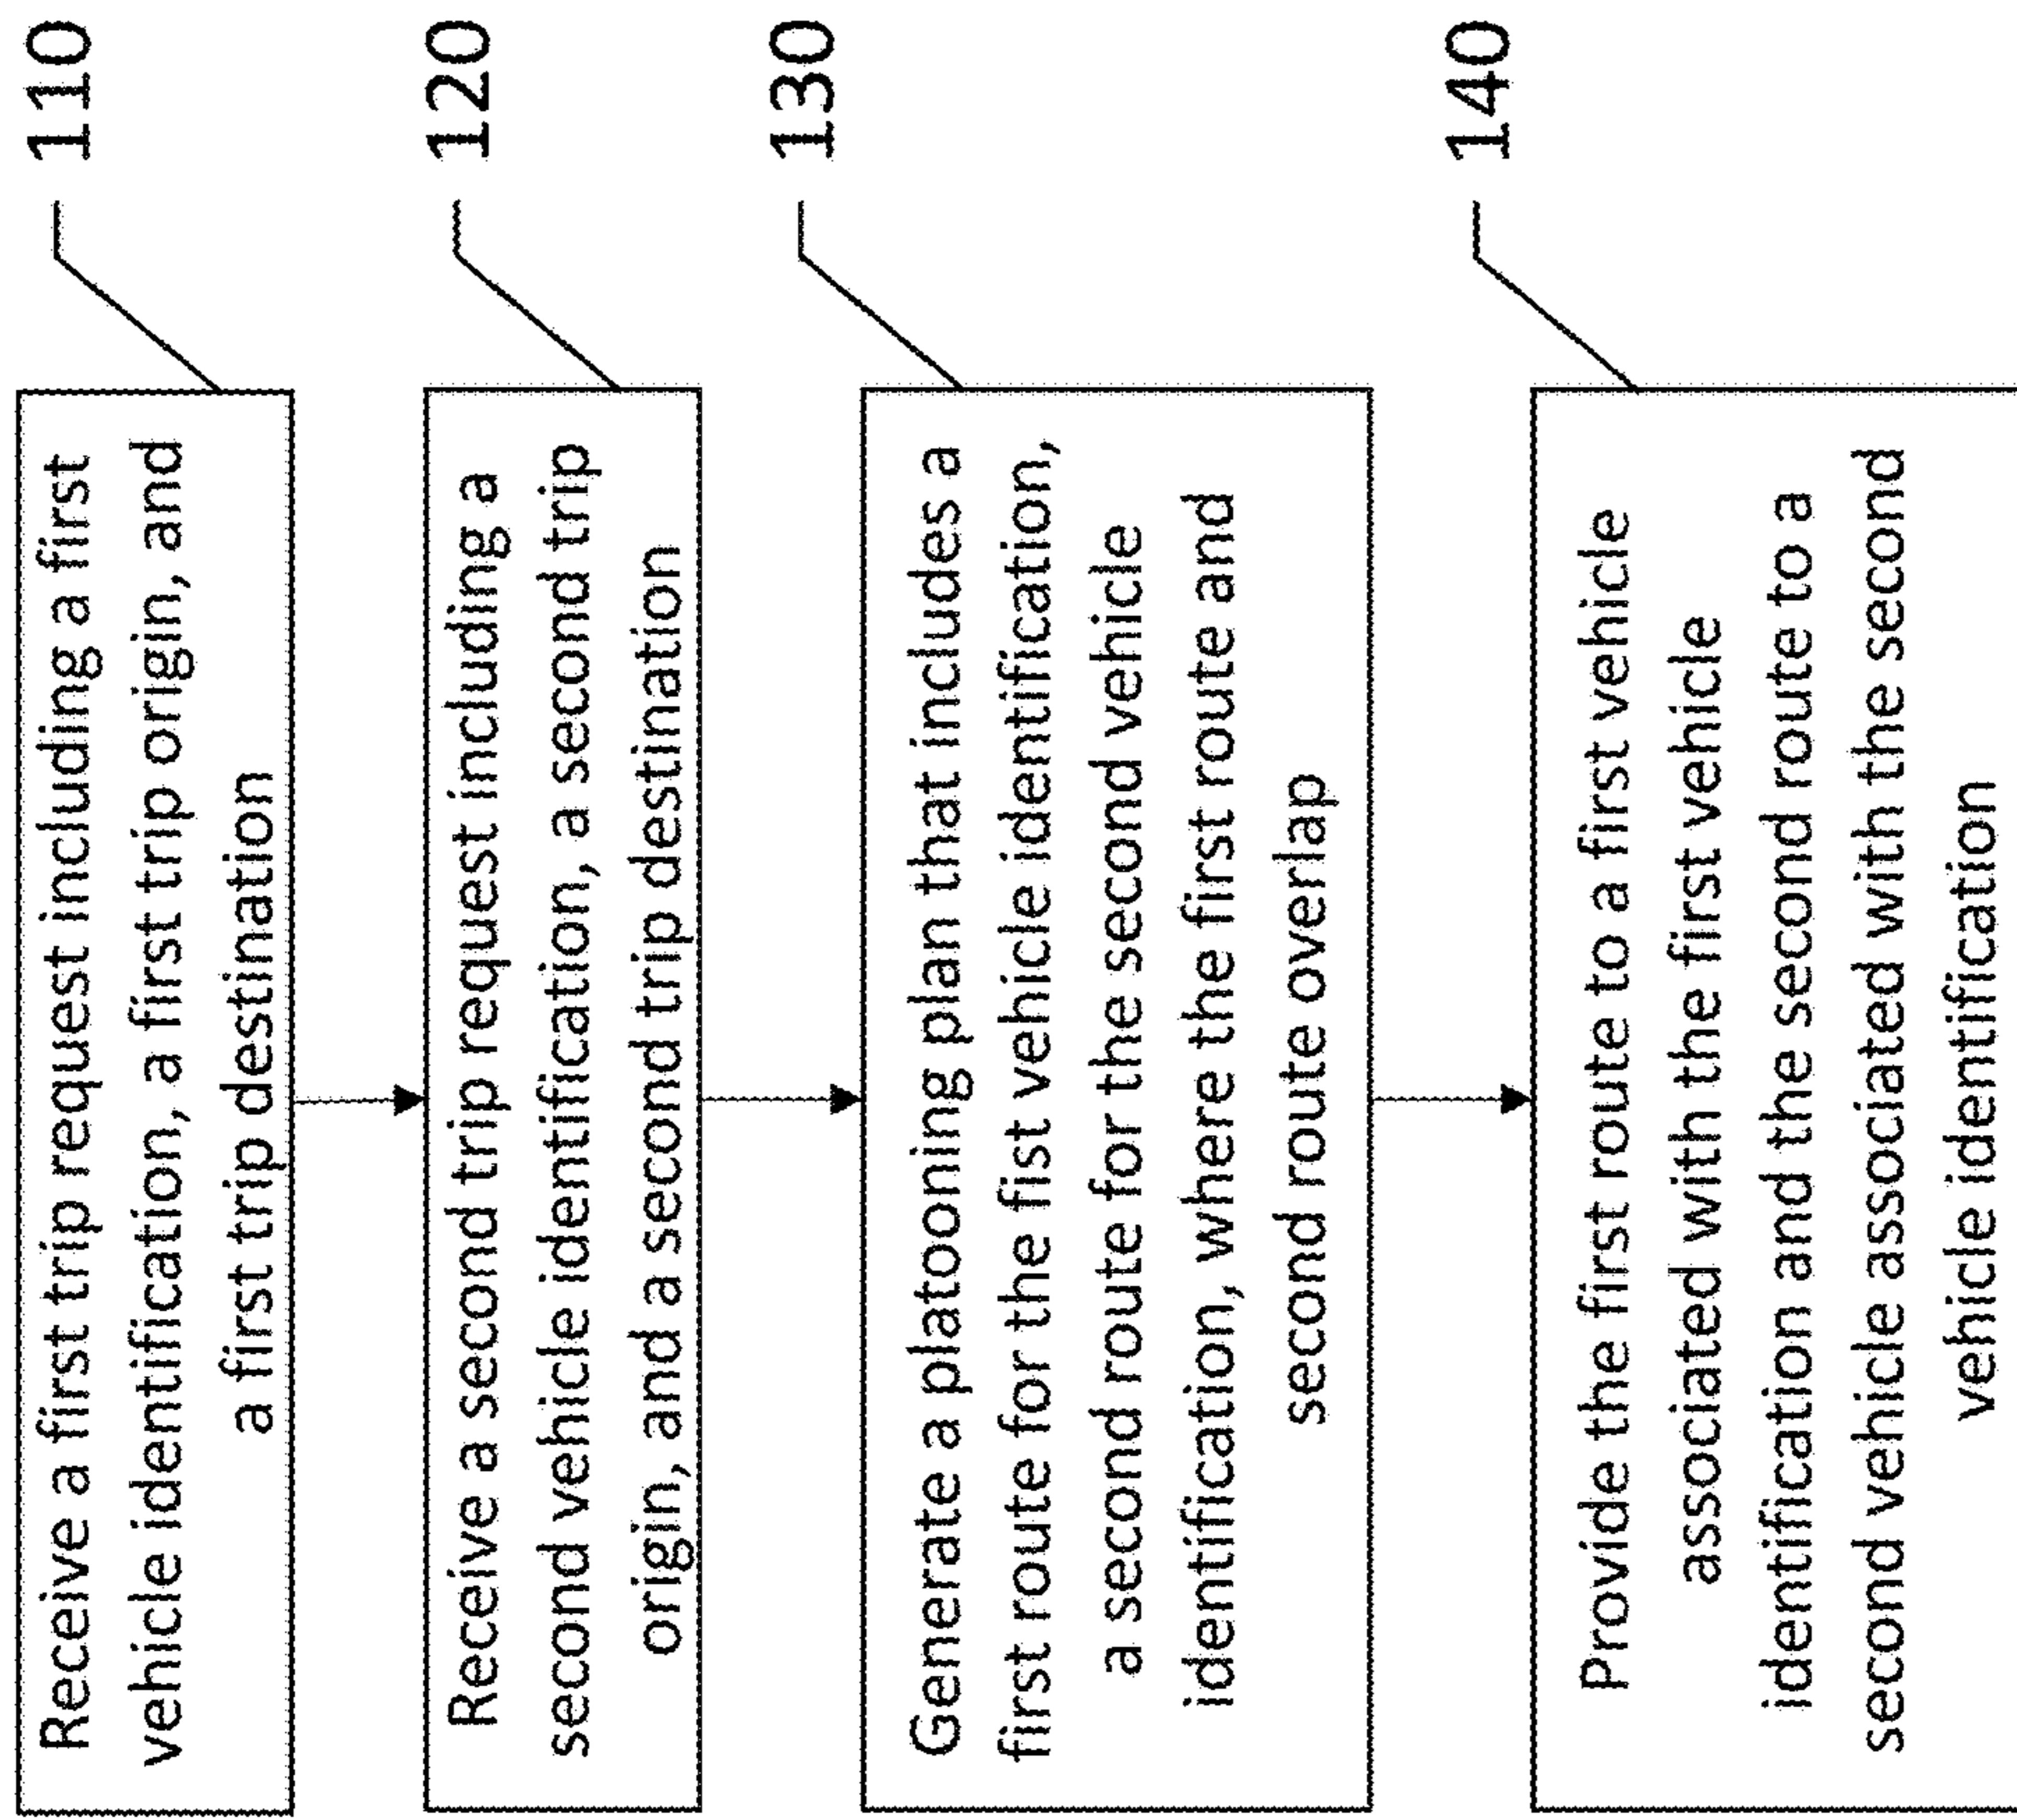 Receive a first trip request including a first
vehicle identification, a first trip origin, and
a first trip destination
110
Receive a second trip request including a
second vehicle identification, a second trip
origin, and a second trip destination
120
Generate a platooning plan that includes a
first route for the fist vehicle identification,
a second route for the second vehicle
identification, where the first route and
second route overlap
130
Provide the first route to a first vehicle
associated with the first vehicle
identification and the second route to a
second vehicle associated with the second
vehicle identification
140